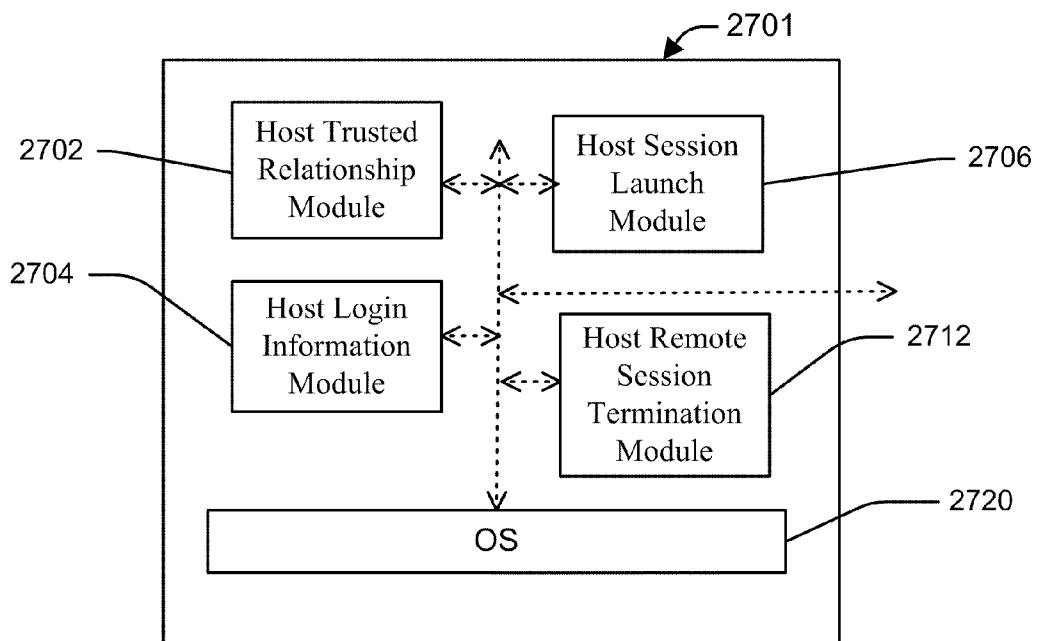 2701
Host Trusted
Relationship
Module
2702
Host Session
Launch
Module
2706
2704
Host Login
Information
Module
Host Remote
Session
Termination
Module
2712
OS
2720